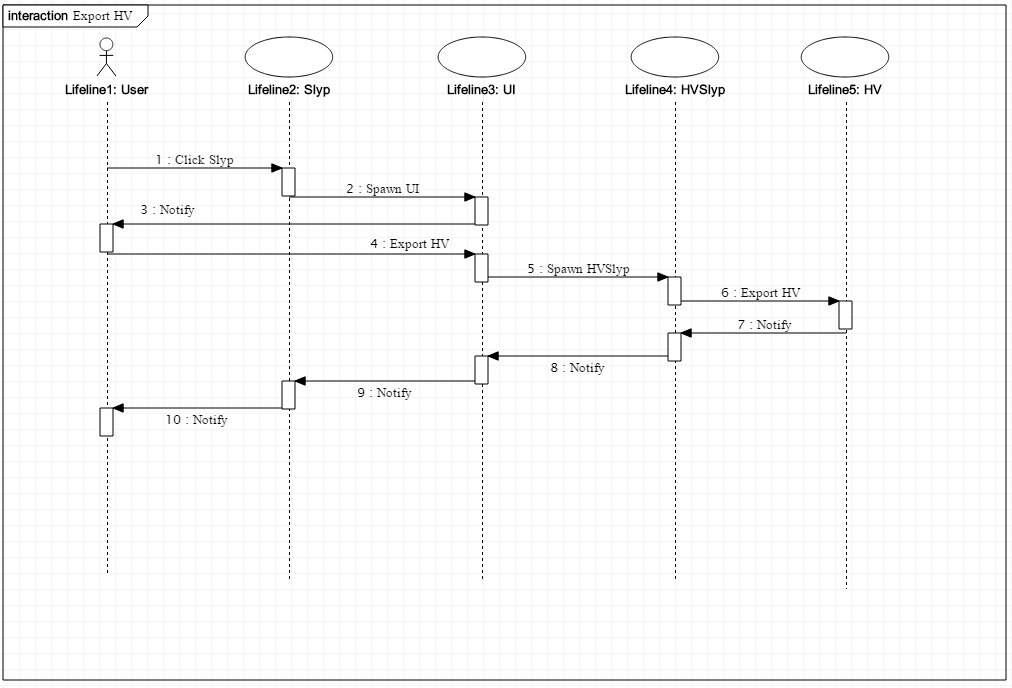 interaction Export HV
Lifeline1: User
Lifeline2: Slyp
Lifeline3: UI
Lifeline4: HVSlyp
Lifeline5: HV
1 : Click Slyp
2 : Spawn UI
3 : Notify
4 : Export HV
5 : Spawn HVSlyp
6 : Export HV
7 : Notify
8 : Notify
9 : Notify
10 : Notify